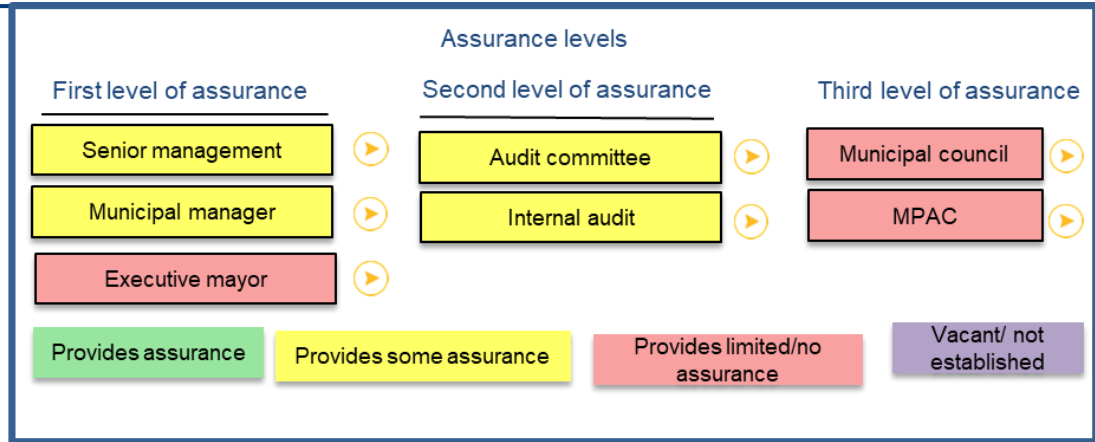 Assurance levels
First level of assurance
Second level of assurance
Third level of assurance
Senior management
Audit committee
Municipal council
Municipal manager
Internal audit
MPAC
Executive mayor
Provides assurance
Provides some assurance
Provides limited/no
assurance
Vacant/ not
established